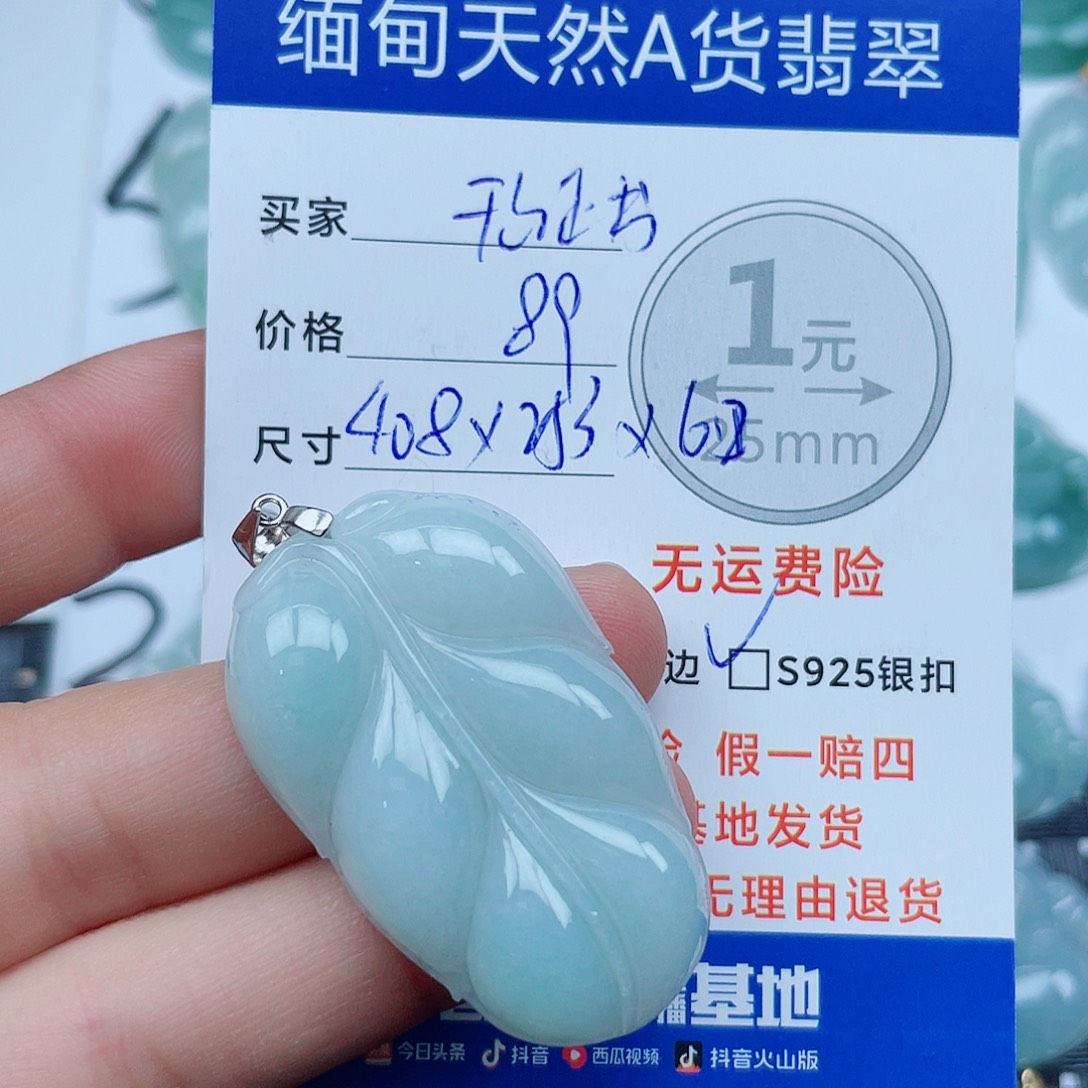 缅甸天然A货翡翠
买家
价格 89
1元
尺寸 408×
25mm
无运费险
边 □S925银扣
假一赔四
地发货
理由退货
基地
今日头条 抖音 西瓜视频 抖音火山版
2